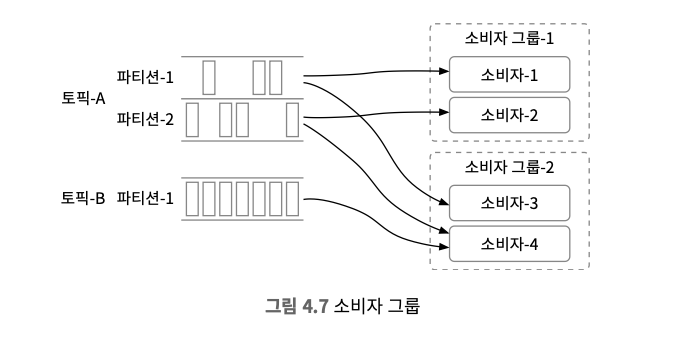 소비자 그룹-1
토픽-A
파티션-1
소비자-1
파티션-2
소비자-2
소비자 그룹-2
토픽-B 파티션-1
소비자-3
소비자-4
그림 4.7 소비자 그룹